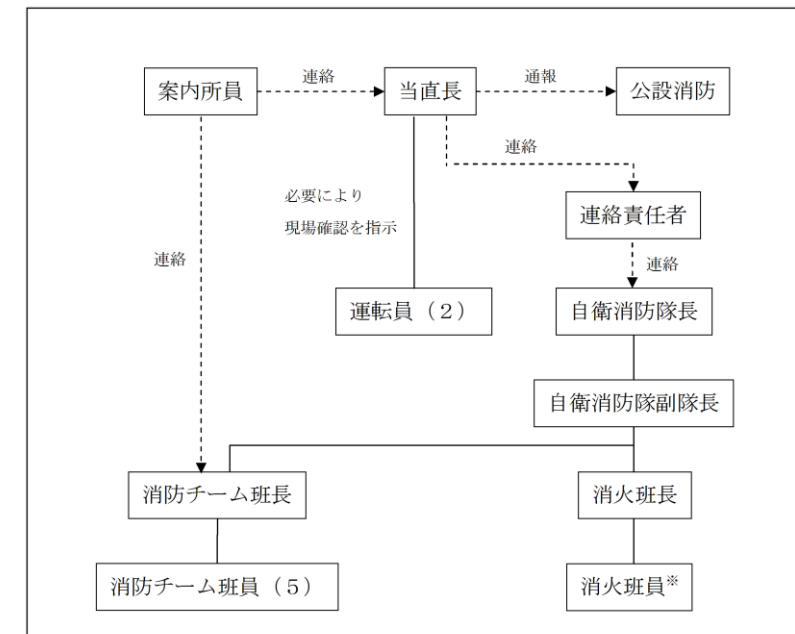 案内所員
連絡
当直長
通報
公設消防
連絡
連絡責任者
必要により
現場確認を指示
連絡
連絡
運転員（２）
自衛消防隊長
自衛消防隊副隊長
消防チーム班長
消火班長
消防チーム班員（５）
消火班員※